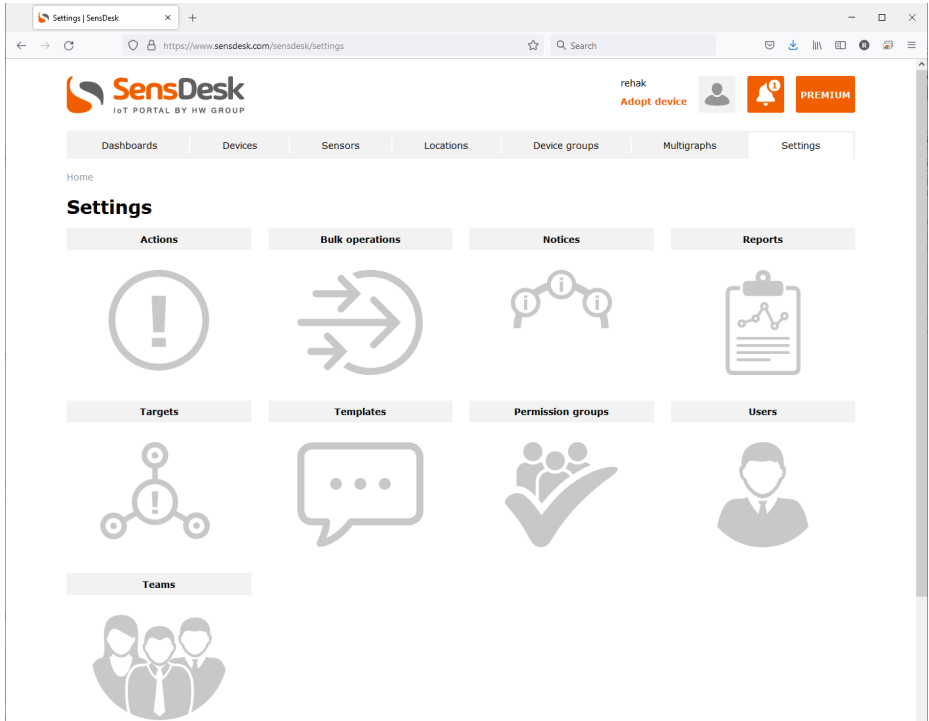 Settings | SensDesk
https://www.sensdesk.com/sensdesk/settings
Search
SensDesk
IoT PORTAL BY HW GROUP
rehak
Adopt device
1
PREMIUM
Dashboards Devices Sensors Locations Device groups Multigraphs Settings
Home
Settings
Actions Bulk operations Notices Reports
! i i i
Targets Templates Permission groups Users
!
Teams